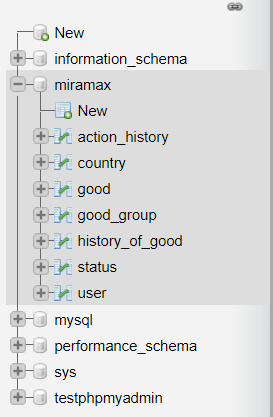 New
information_schema
miramax
New
action_history
country
good
good_group
history_of_good
status
user
mysql
performance_schema
sys
testphpmyadmin